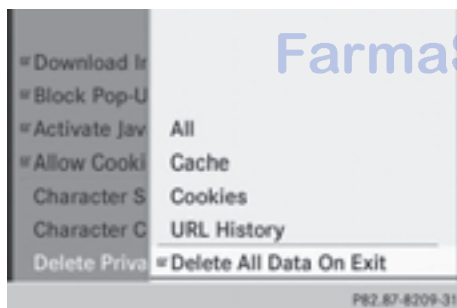 FarmaS
Download Ir
Block Pop-U
Activate Jav
Allow Cooki
Character S
Character C
Delete Priva
All
Cache
Cookies
URL History
Delete All Data On Exit
P82.87-8209-31